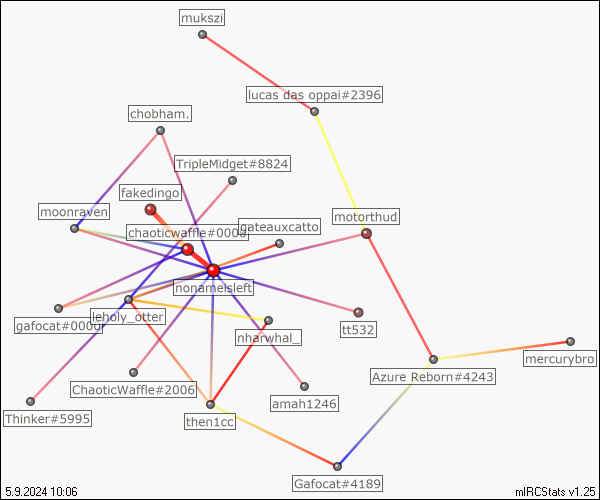 mukszi
lucas das oppai#2396
chobham.
TripleMidget#8824
fakedingo
moonraven
motorthud
gateauxcatto
chaoticwaffle#0008
nonameisleft
leholy_otter
gafocat#0000
tt532
nharwhal_
mercurybro
Azure Reborn#4243
ChaoticWaffle#2006
amah1246
Thinker#5995
then1cc
Gafocat#4189
5.9.2024 10:06
mIRCStats v1.25